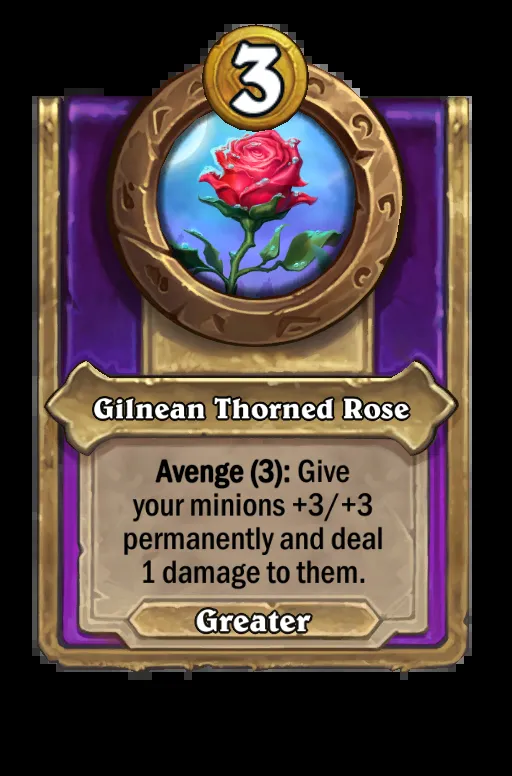 3
Gilnean Thorned Rose
Avenge (3): Give
your minions +3/+3
permanently and deal
1 damage to them.
Greater